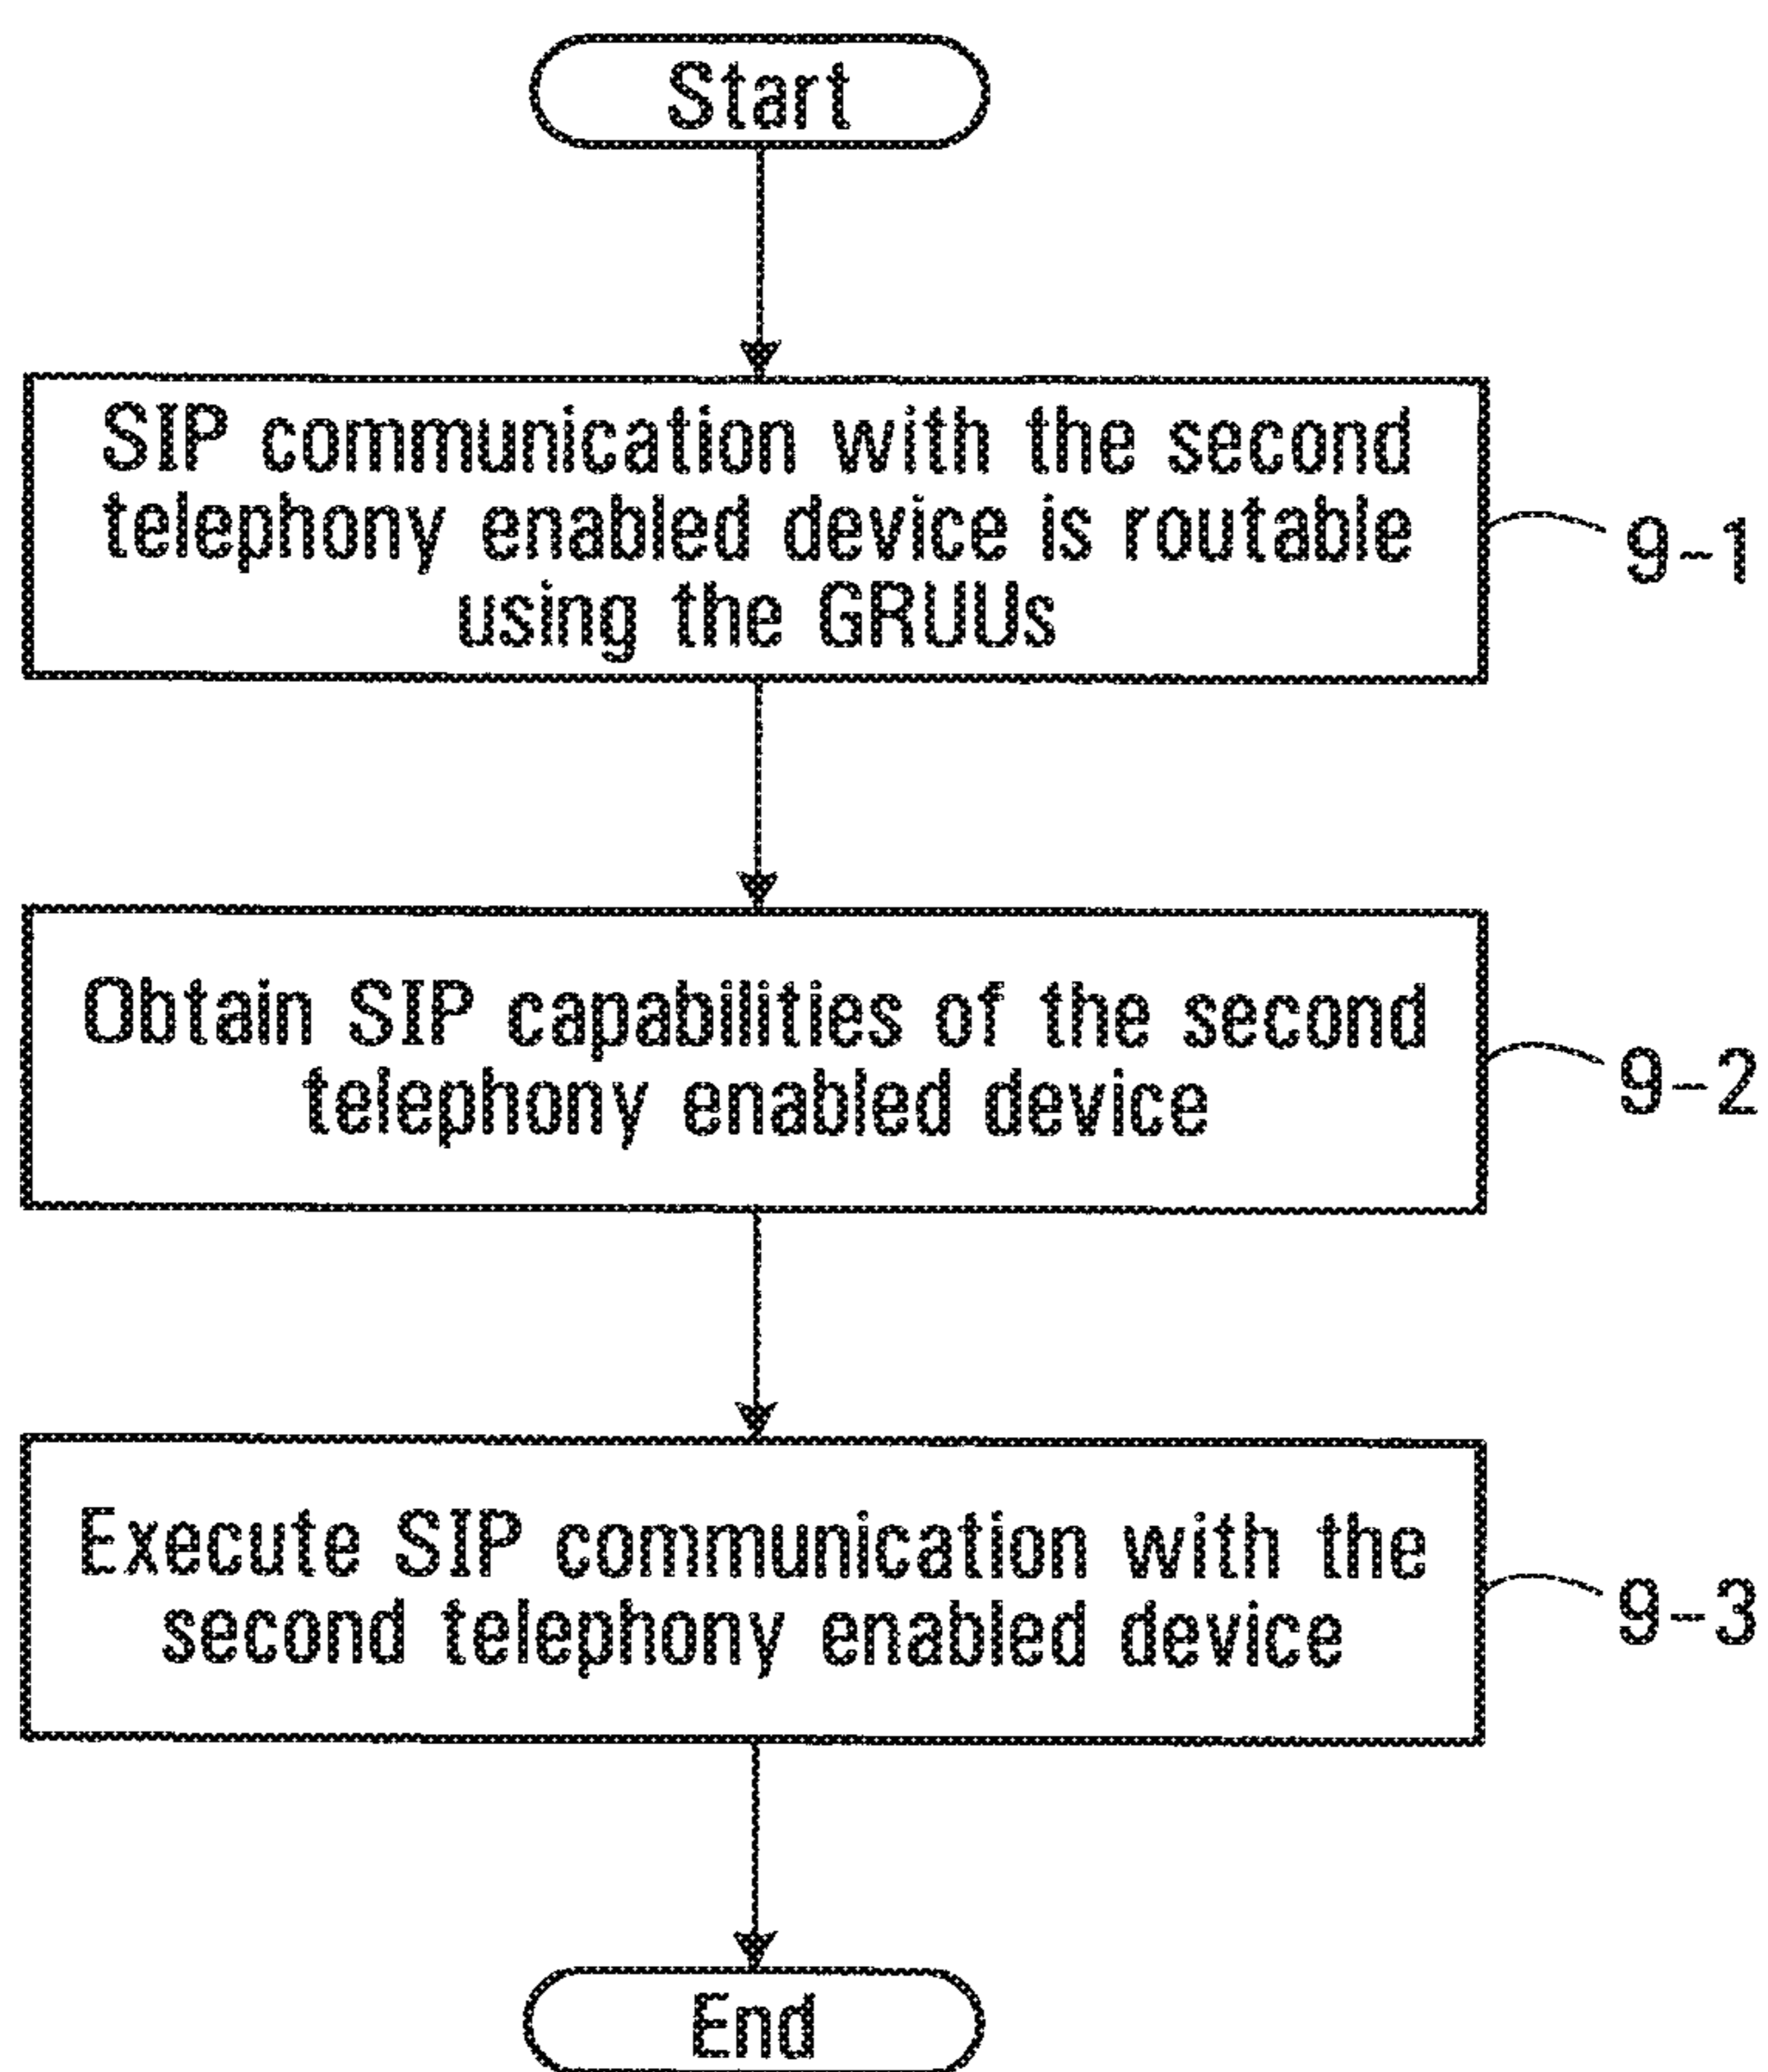 Start
SIP communication with the second
telephony enabled device is routable
using the GRUUs
9-1
Obtain SIP capabilities of the second
telephony enabled device
9-2
Execute SIP communication with the
second telephony enabled device
9-3
End